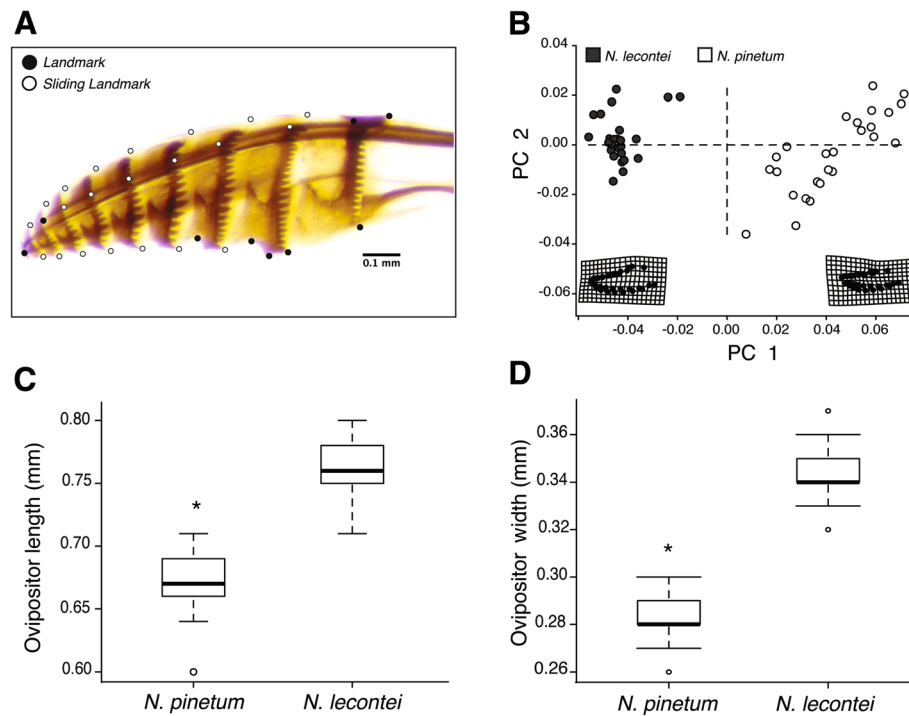 A
Landmark
Sliding Landmark
0.1 mm
B
N. lecontei
N. pinetum
0.04
0.02
0.00
-0.02
-0.04
-0.06
PC 2
-0.04
-0.02
0.00
0.02
0.04
0.06
PC 1
C
0.80
0.75
0.70
0.65
0.60
Ovipositor length (mm)
*
N. pinetum
N. lecontei
D
0.36
0.34
0.32
0.30
0.28
0.26
Ovipositor width (mm)
*
N. pinetum
N. lecontei